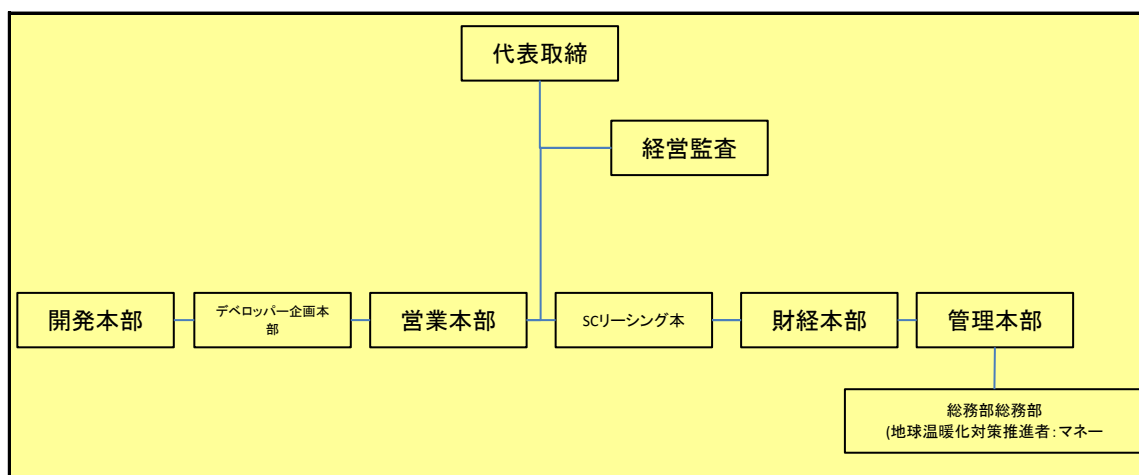 代表取締
経営監査
開発本部
デベロッパー企画本
部
営業本部
SCリーシング本
財経本部
管理本部
総務部総務部
(地球温暖化対策推進者：マネー